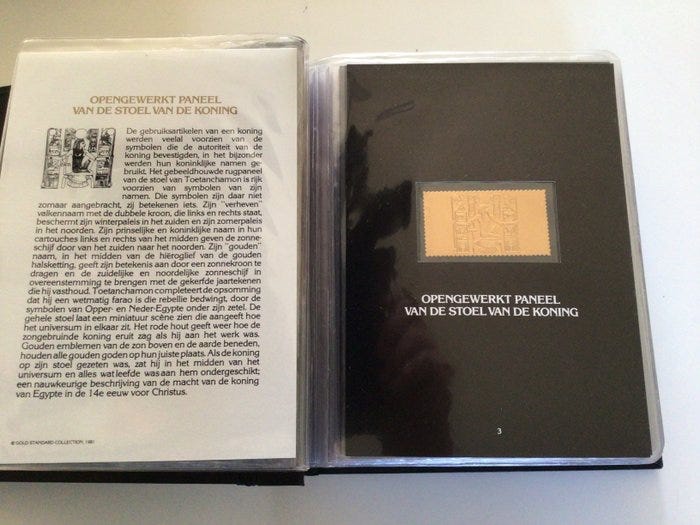 OPENGEWERKT PANEEL
VAN DE STOEL VAN DE KONING
De gebruiksartikelen van een koning
werden veelal voorzien van de
symbolen die de autoriteit van de
koning bevestigden, in het bijzonder
werden hun koninklijke namen ge-
bruikt. Het gebeeldhouwde rugpaneel
van de stoel van Toetanchamon is rijk
voorzien van symbolen van zijn
namen. Die symbolen zijn daar niet
zomaar aangebracht, zij betekenen iets. Zijn "verheven"
valkennaam met de dubbele kroon, die links en rechts staat,
beschermt zijn winterpaleis in het zuiden en zijn zomerpaleis
in het noorden. Zijn prinselijke en koninklijke naam in hun
cartouches links en rechts van het midden geven de zonne-
schijf door van het zuiden naar het noorden. Zijn "gouden"
naam, in het midden van de hiëroglief van de gouden
halsketting, geeft zijn betekenis aan door een zonnekroon te
dragen en de zuidelijke en noordelijke zonneschijf in
overeenstemming te brengen met de gekerfde jaartekenen
die hij vasthoud. Toetanchamon completeert de opsomming
dat hij een wetmatig farao is die rebellie bedwingt, door de
symbolen van Opper- en Neder-Egypte onder zijn zetel. De
gehele stoel laat een miniatuur scène zien die aangeeft hoe
het universum in elkaar zit. Het rode hout geeft weer hoe de
zongebruinde koning eruit zag als hij aan het werk was.
Gouden emblemen van de zon boven en de aarde beneden,
houden alle gouden goden op hun juiste plaats. Als de koning
op zijn stoel gezeten was, zat hij in het midden van het
universum en alles wat leefde was aan hem ondergeschikt;
een nauwkeurige beschrijving van de macht van de koning
van Egypte in de 14e eeuw voor Christus.
© GOLD STANDARD COLLECTION, 1981
OPENGEWERKT PANEEL
VAN DE STOEL VAN DE KONING
3